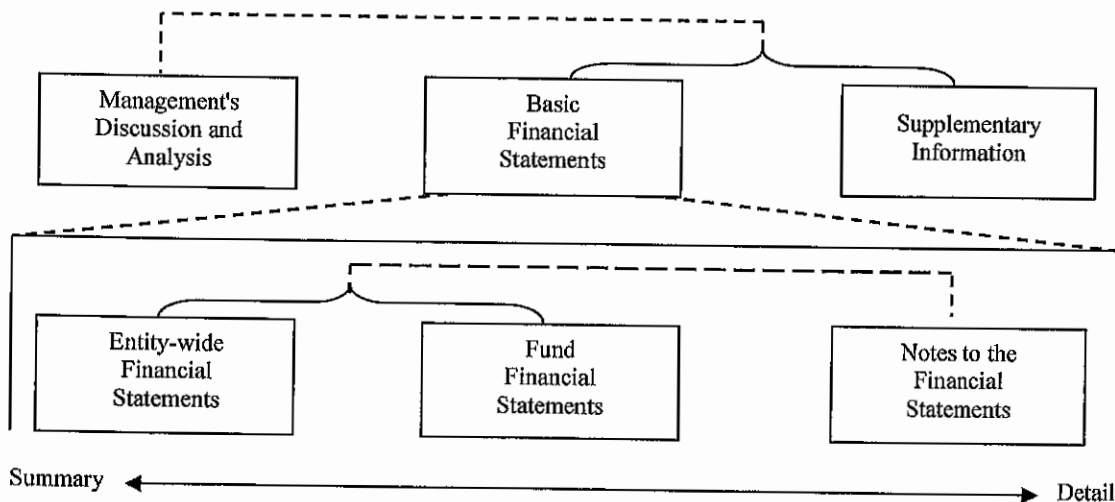 Management's
Discussion and
Analysis
Basic
Financial
Statements
Supplementary
Information
Entity-wide
Financial
Statements
Fund
Financial
Statements
Notes to the
Financial
Statements
Summary
Detail